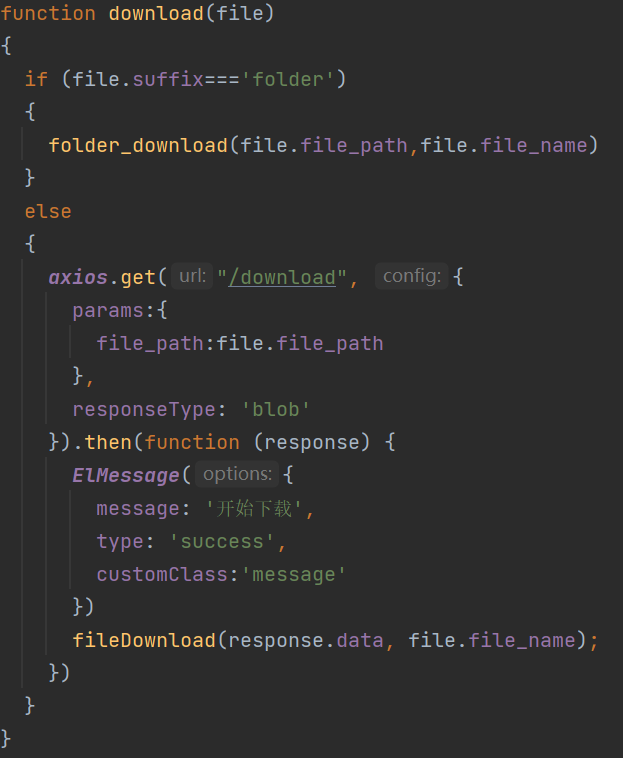 function download(file)
{
  if (file.suffix==='folder')
  {
    folder_download(file.file_path,file.file_name)
  }
  else
  {
    axios.get( url: "/download", config: {
      params:{
        file_path:file.file_path
      },
      responseType: 'blob'
    }).then(function (response) {
      ElMessage( options: {
        message: '开始下载',
        type: 'success',
        customClass:'message'
      })
      fileDownload(response.data, file.file_name);
    })
  }
}